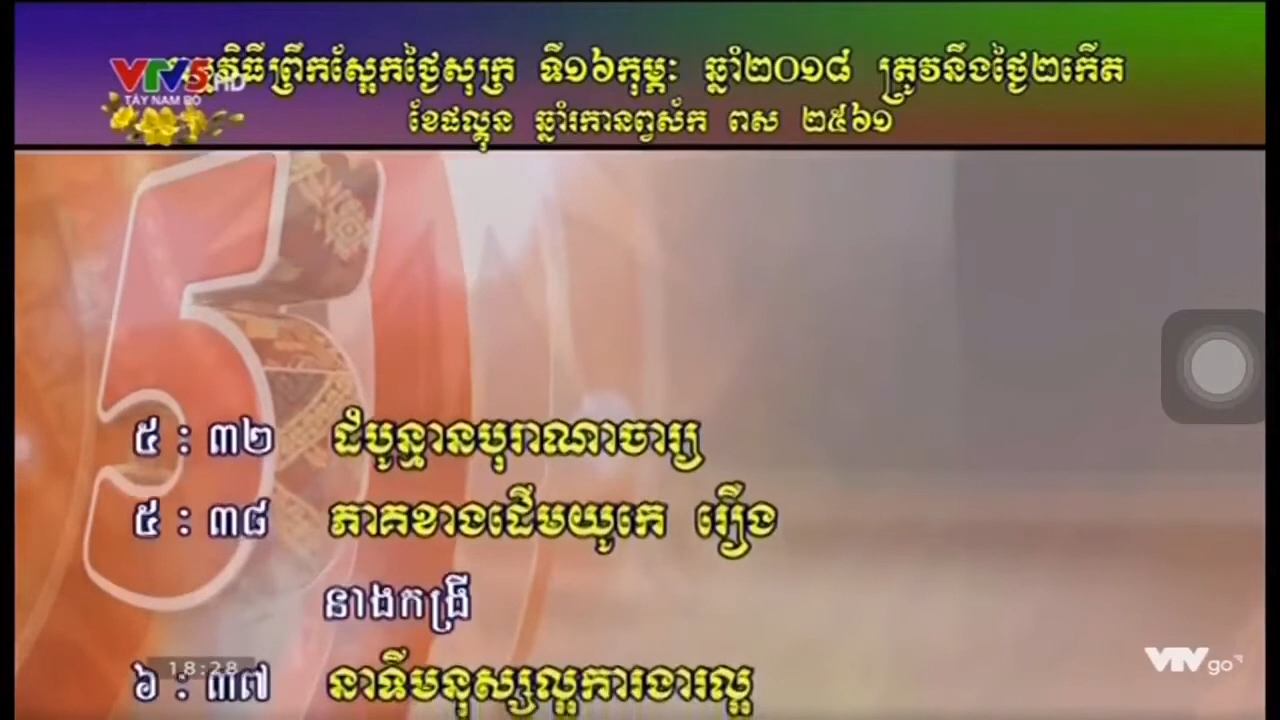 កម្មវិធីព្រឹកស្អែកថ្ងៃសុក្រ ទី១៦កុម្ភៈ ឆ្នាំ២០១៨ ត្រូវនឹងថ្ងៃ២កើត
ខែផល្គុន ឆ្នាំរកានព្វស័ក ពស ២៥៦១
VTV5 HD
TÂY NAM BỘ
៥ : ៣២ ដំបូន្មានបុរាណាចារ្យ
៥ : ៣៨ ភាគខាងដើមយូកេ រឿង
នាងកង្រី
៦ : ៣៧ នាទីមនុស្សល្អការងារល្អ
18:28
VTV go